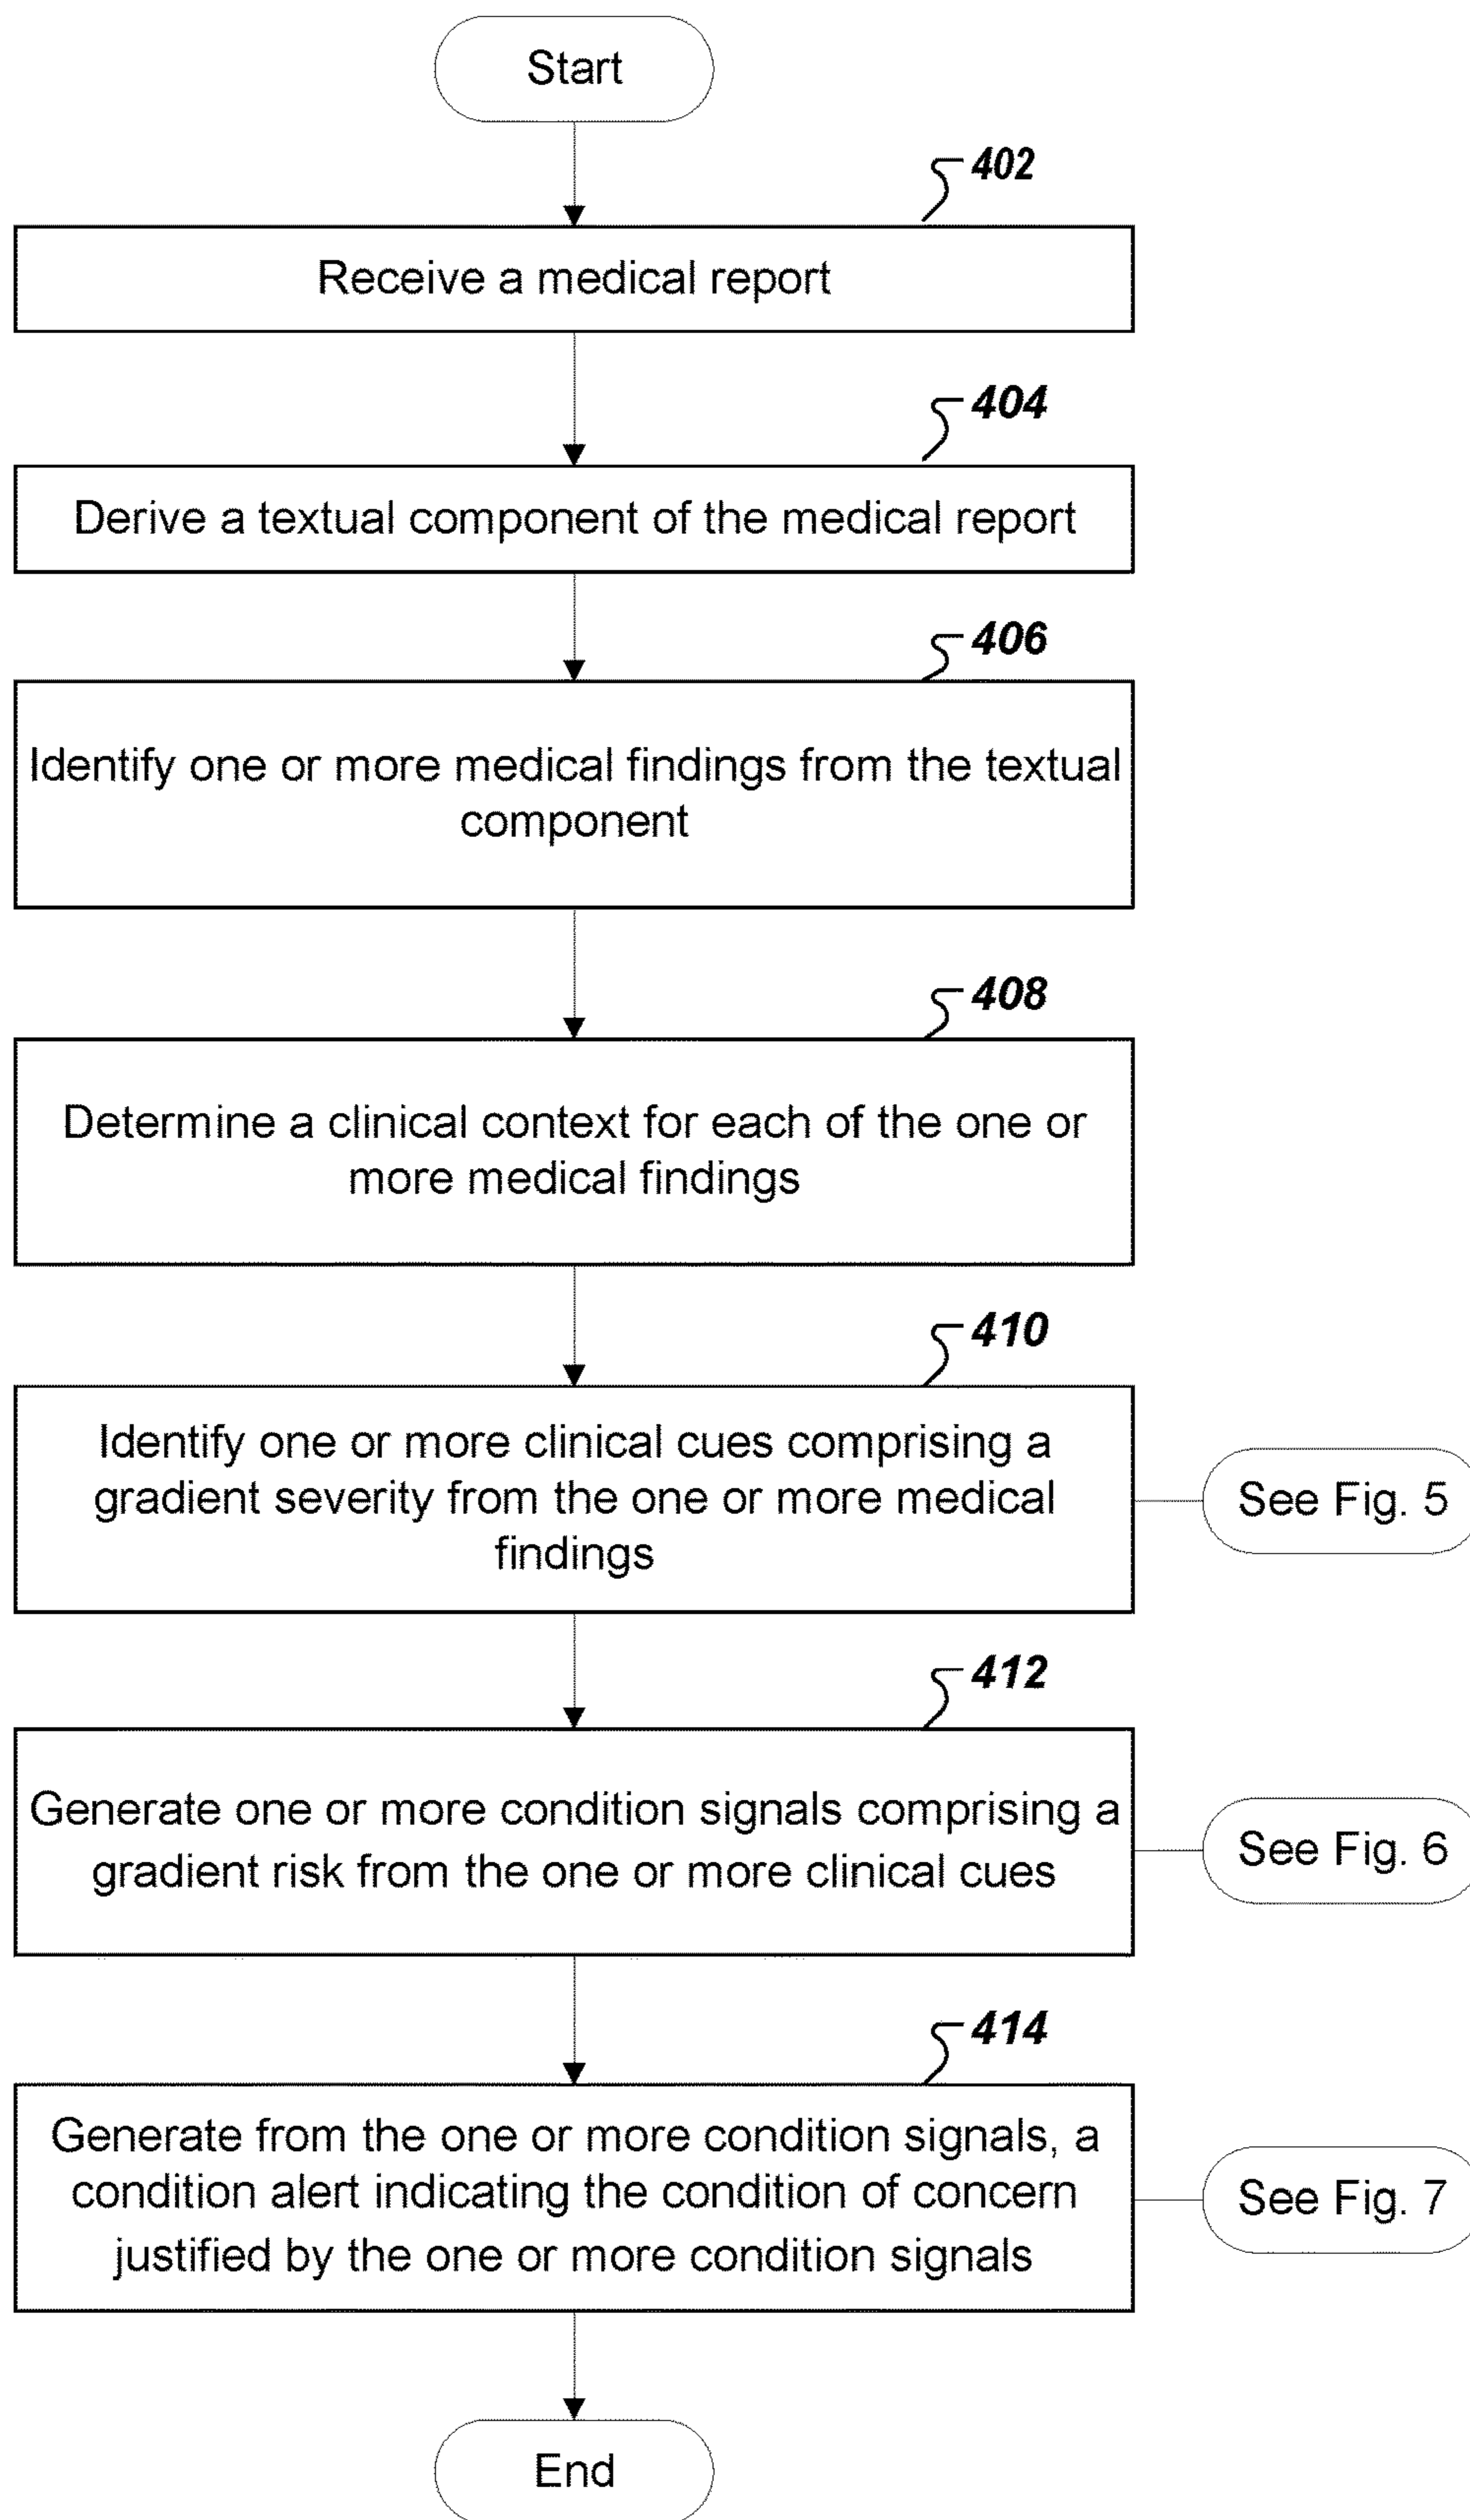 Start
402
Receive a medical report
404
Derive a textual component of the medical report
406
Identify one or more medical findings from the textual
component
408
Determine a clinical context for each of the one or
more medical findings
410
Identify one or more clinical cues comprising a
gradient severity from the one or more medical
findings
See Fig. 5
412
Generate one or more condition signals comprising a
gradient risk from the one or more clinical cues
See Fig. 6
414
Generate from the one or more condition signals, a
condition alert indicating the condition of concern
justified by the one or more condition signals
See Fig. 7
End